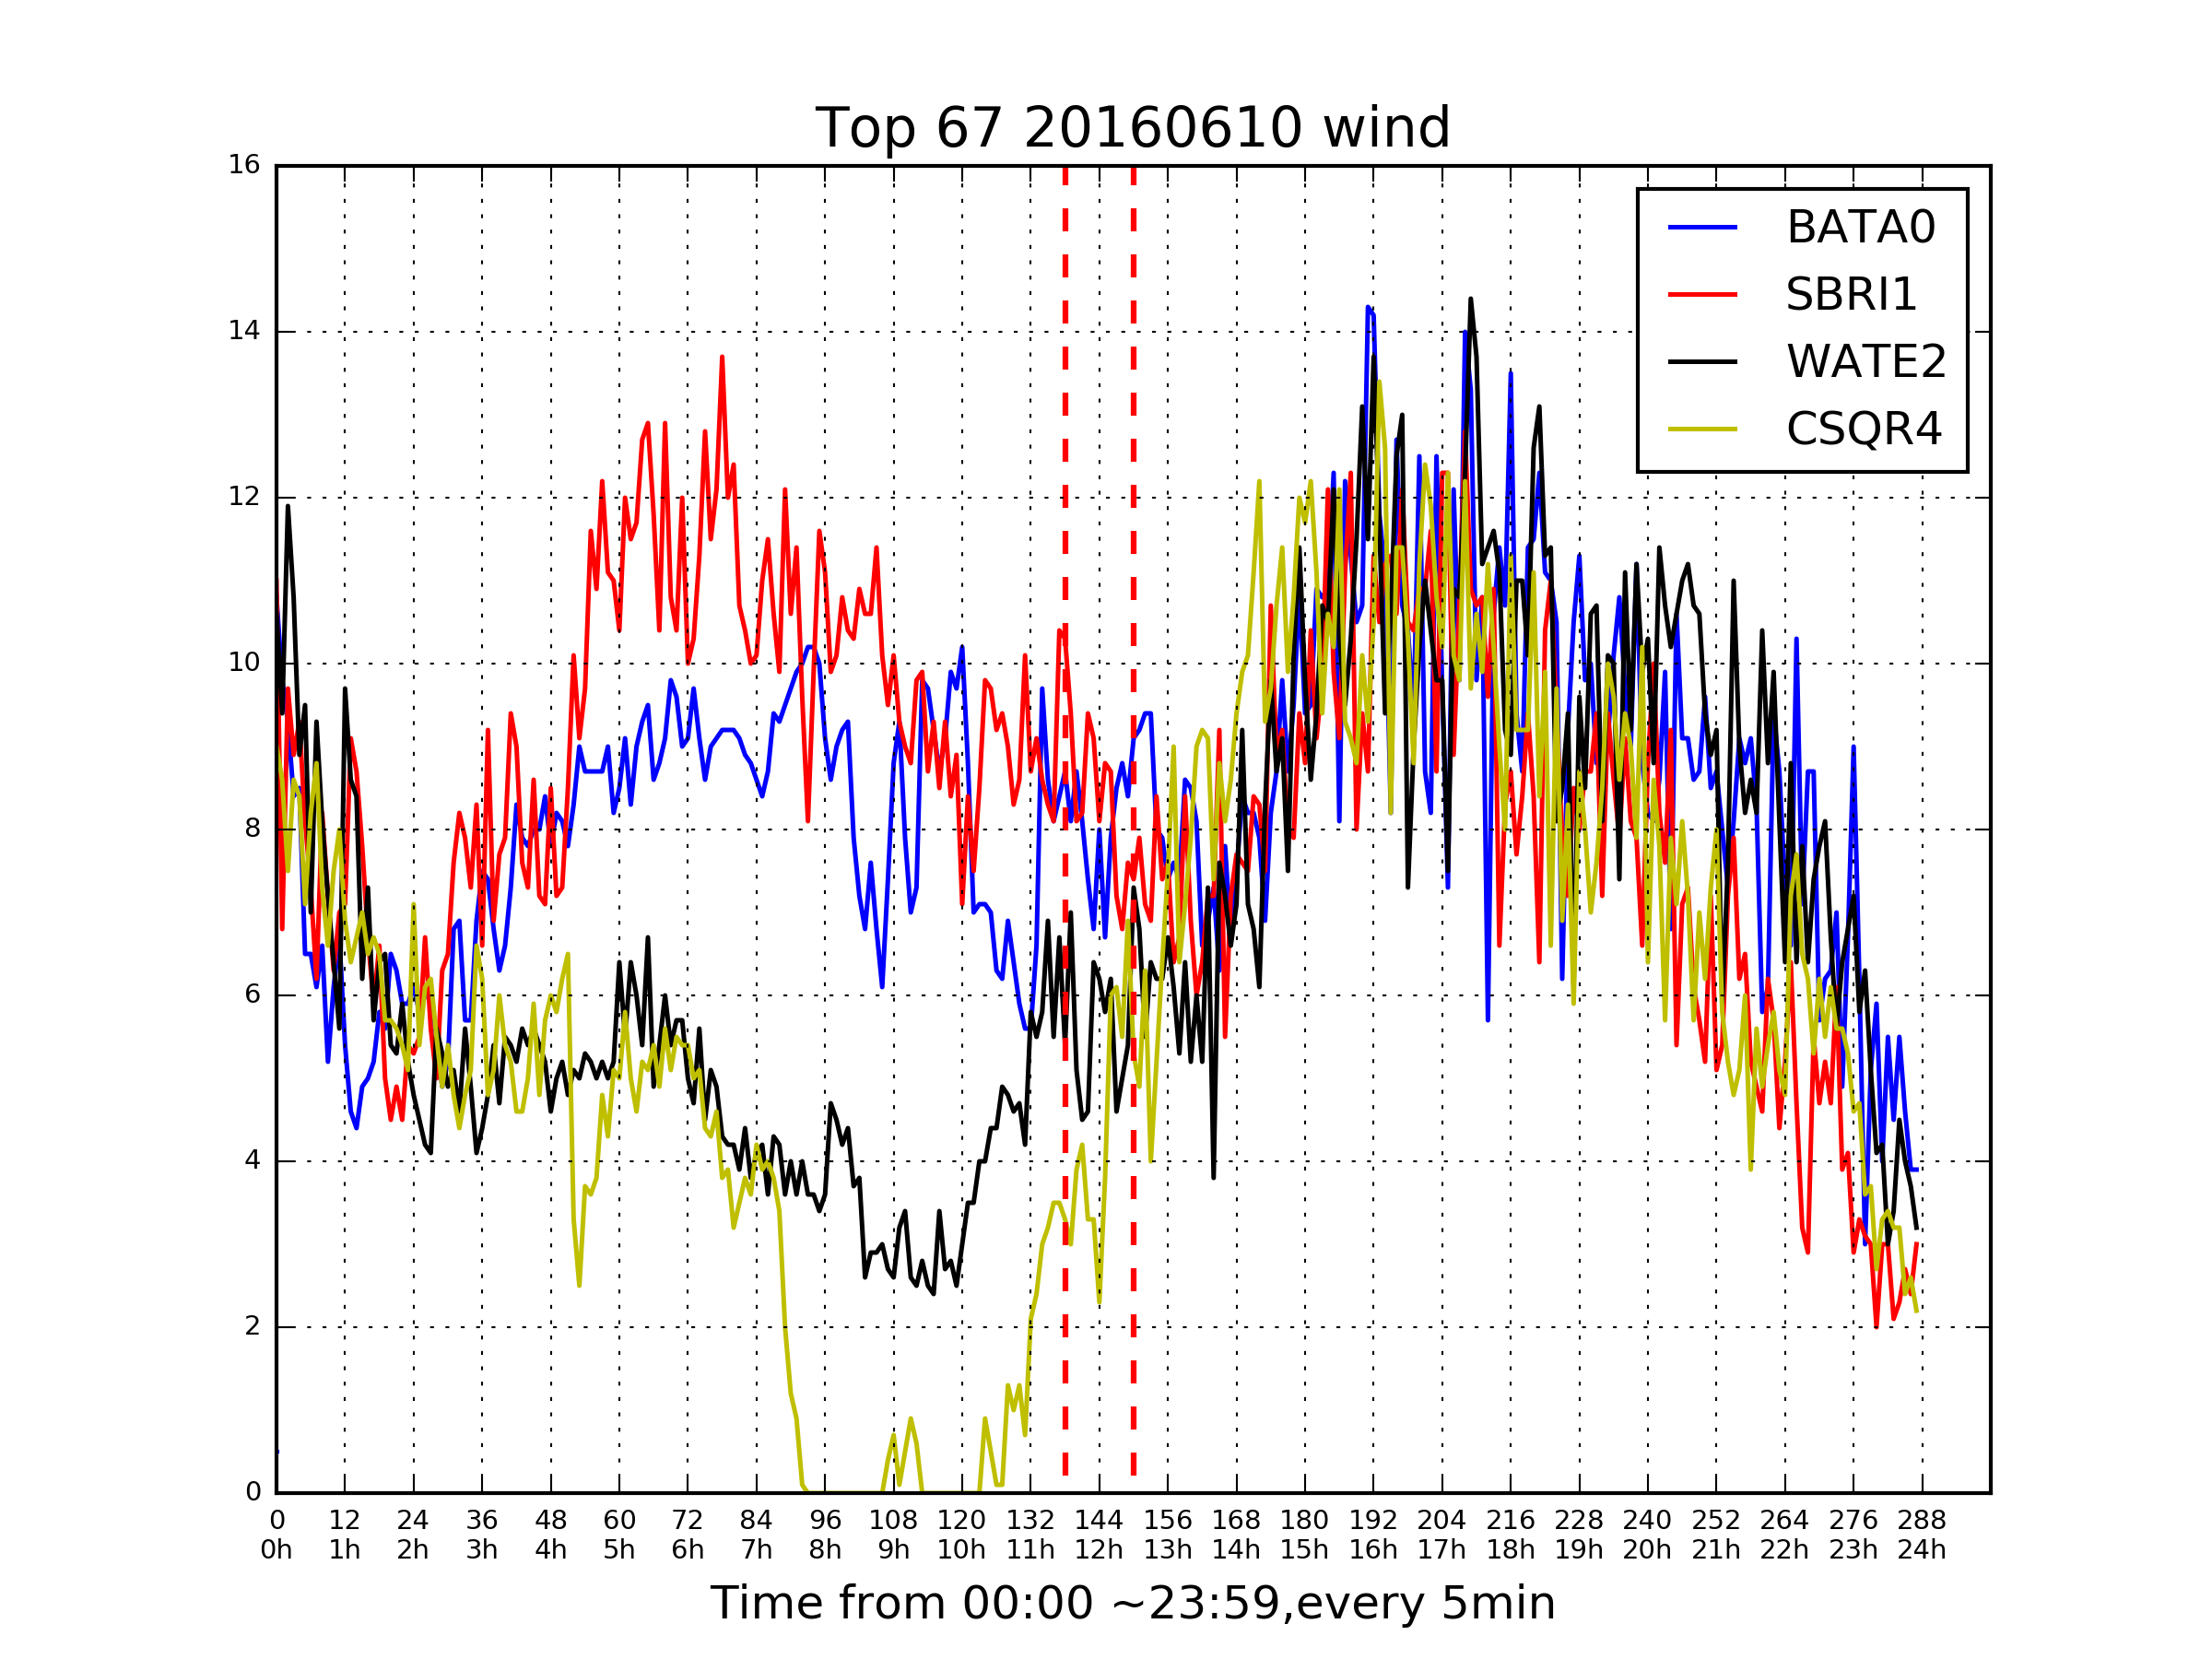 Top 67 20160610 wind
16
14
12
10
8
6
4
2
0
BATA0
SBRI1
WATE2
CSQR4
0 12 24 36 48 60 72 84 96 108 120 132 144 156 168 180 192 204 216 228 240 252 264 276 288
0h 1h 2h 3h 4h 5h 6h 7h 8h 9h 10h 11h 12h 13h 14h 15h 16h 17h 18h 19h 20h 21h 22h 23h 24h
Time from 00:00 ~23:59,every 5min